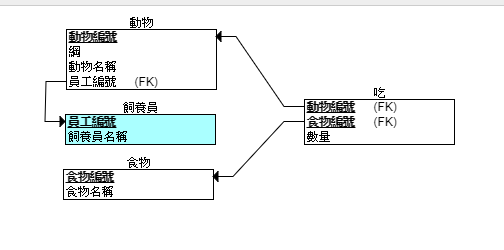 動物
動物編號
綱
動物名稱
員工編號 (FK)
飼養員
員工編號
飼養員名稱
食物
食物編號
食物名稱
吃
動物編號 (FK)
食物編號 (FK)
數量